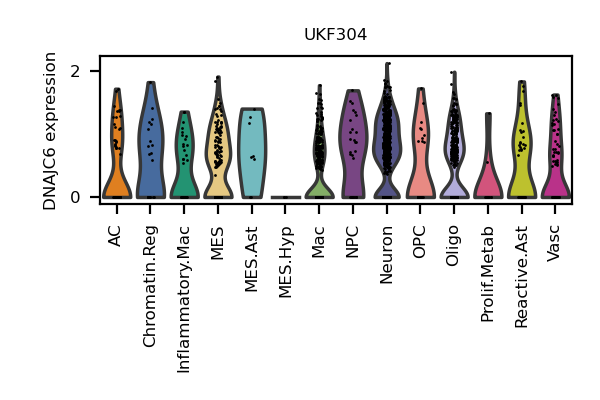 UKF304
DNAJC6 expression
2
0
AC
Chromatin.Reg
Inflammatory.Mac
MES
MES.Ast
MES.Hyp
Mac
NPC
Neuron
OPC
Oligo
Prolif.Metab
Reactive.Ast
Vasc